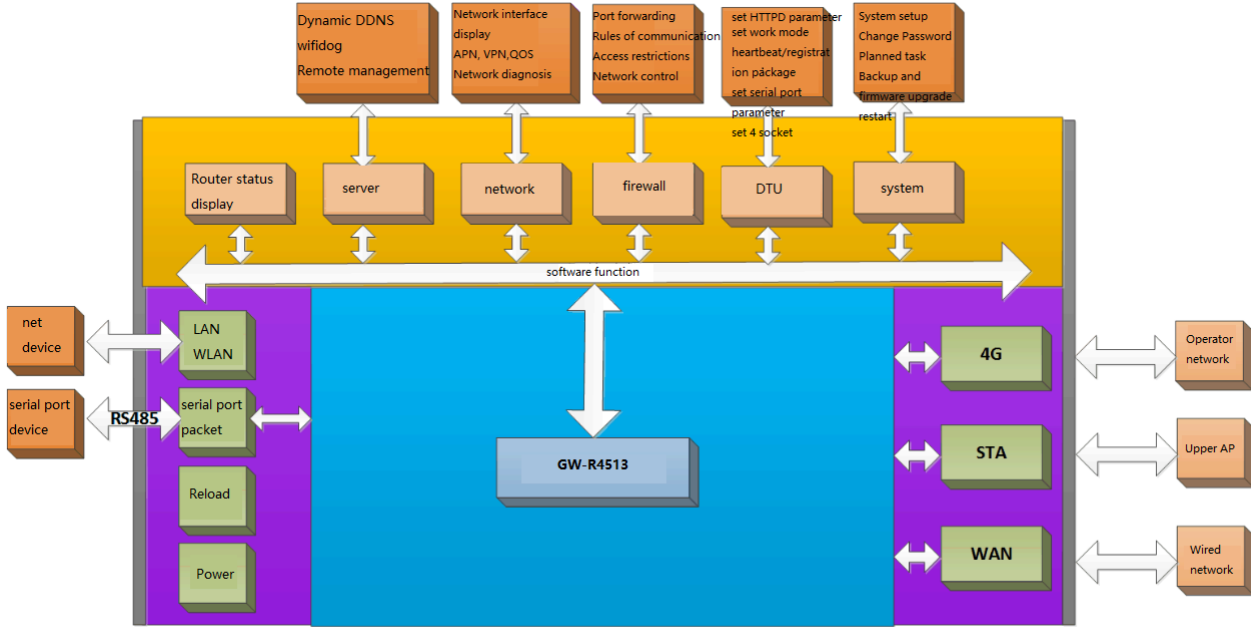 Dynamic DDNS
wifidog
Remote management
Network interface
display
APN, VPN,QOS
Network diagnosis
Port forwarding
Rules of communication
Access restrictions
Network control
set HTTPD parameter
set work mode
heartbeat/registrat
ion package
set serial port
parameter
set 4 socket
System setup
Change Password
Planned task
Backup and
firmware upgrade
restart
Router status
display
server
network
firewall
DTU
system
software function
net
device
LAN
WLAN
serial port
device
RS485
serial port
packet
Reload
Power
GW-R4513
4G
STA
WAN
Operator
network
Upper AP
Wired
network